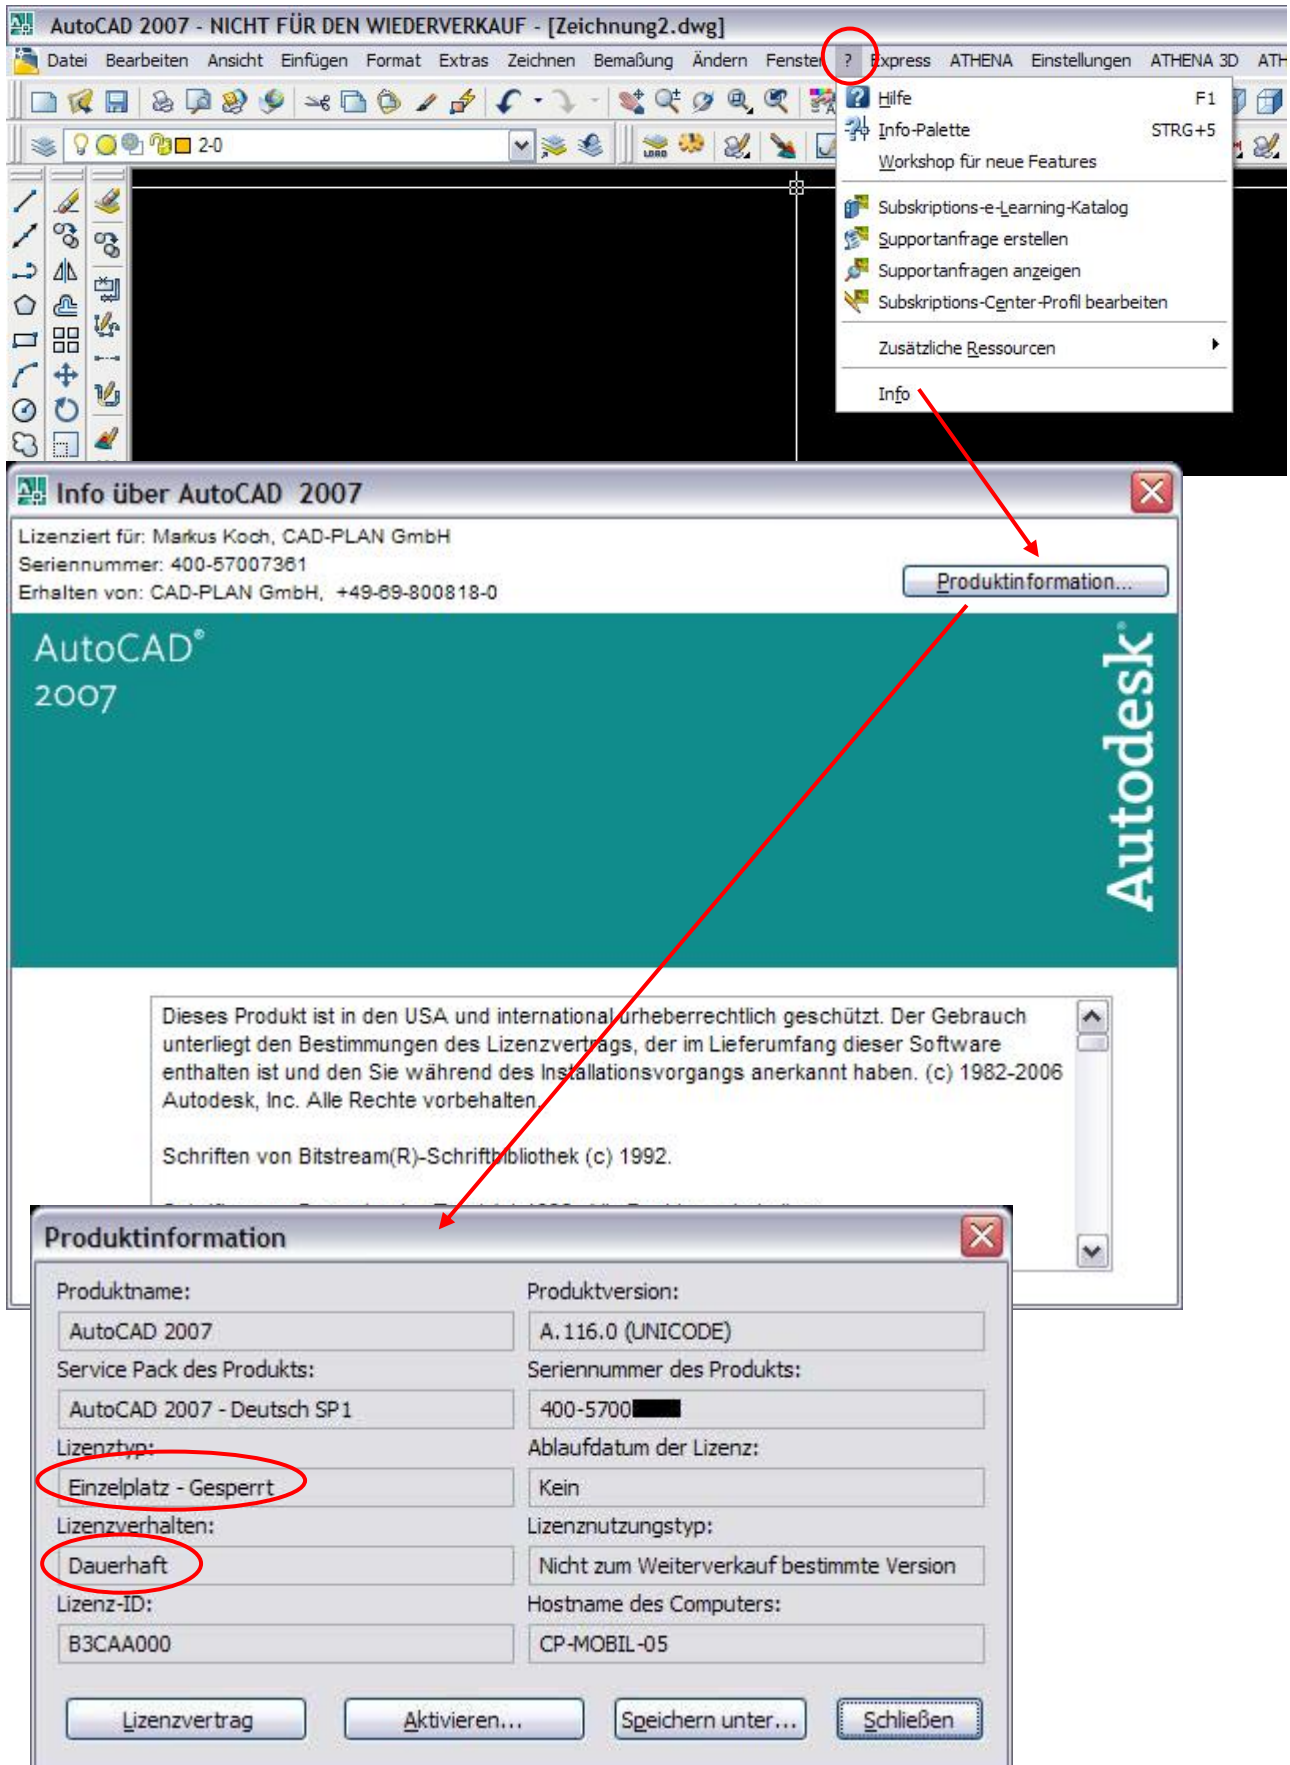 AutoCAD 2007 - NICHT FÜR DEN WIEDERVERKAUF - [Zeichnung2.dwg]
Datei Bearbeiten Ansicht Einfügen Format Extras Zeichnen Bemaßung Ändern Fenster ? Express ATHENA Einstellungen ATHENA 3D ATH
2-0
LOAD
Hilfe F1
Info-Palette STRG+5
Workshop für neue Features
Subskriptions-e-Learning-Katalog
Supportanfrage erstellen
Supportanfragen anzeigen
Subskriptions-Center-Profil bearbeiten
Zusätzliche Ressourcen
Info
Info über AutoCAD 2007
Lizenziert für: Markus Koch, CAD-PLAN GmbH
Seriennummer: 400-57007361
Erhalten von: CAD-PLAN GmbH, +49-69-800818-0
Produktinformation...
AutoCAD®
2007
Autodesk
Dieses Produkt ist in den USA und international urheberrechtlich geschützt. Der Gebrauch
unterliegt den Bestimmungen des Lizenzvertrags, der im Lieferumfang dieser Software
enthalten ist und den Sie während des Installationsvorgangs anerkannt haben. (c) 1982-2006
Autodesk, Inc. Alle Rechte vorbehalten.
Schriften von Bitstream(R)-Schriftbibliothek (c) 1992.
Produktinformation
Produktname: Produktversion:
AutoCAD 2007 A.116.0 (UNICODE)
Service Pack des Produkts: Seriennummer des Produkts:
AutoCAD 2007 - Deutsch SP1 400-5700
Lizenztyp: Ablaufdatum der Lizenz:
Einzelplatz - Gesperrt Kein
Lizenzverhalten: Lizenznutzungstyp:
Dauerhaft Nicht zum Weiterverkauf bestimmte Version
Lizenz-ID: Hostname des Computers:
B3CAA000 CP-MOBIL-05
Lizenzvertrag Aktivieren... Speichern unter... Schließen